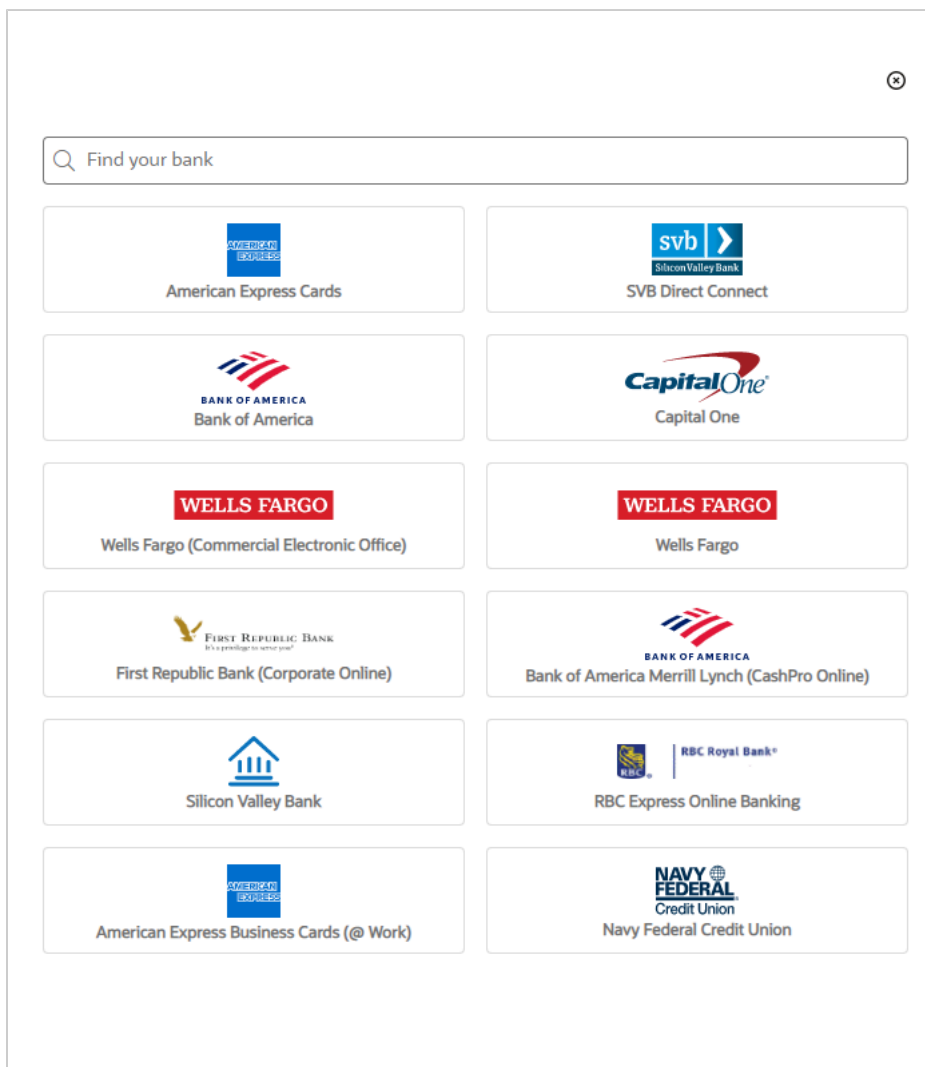 Find your bank
AMERICAN
EXPRESS
American Express Cards
svb
Silicon Valley Bank
SVB Direct Connect
BANK OF AMERICA
Bank of America
Capital One®
Capital One
WELLS FARGO
Wells Fargo (Commercial Electronic Office)
WELLS FARGO
Wells Fargo
FIRST REPUBLIC BANK
It's a privilege to serve you®
First Republic Bank (Corporate Online)
BANK OF AMERICA
Bank of America Merrill Lynch (CashPro Online)
Silicon Valley Bank
RBC®
RBC Royal Bank®
RBC Express Online Banking
AMERICAN
EXPRESS
American Express Business Cards (@ Work)
NAVY
FEDERAL
Credit Union
Navy Federal Credit Union